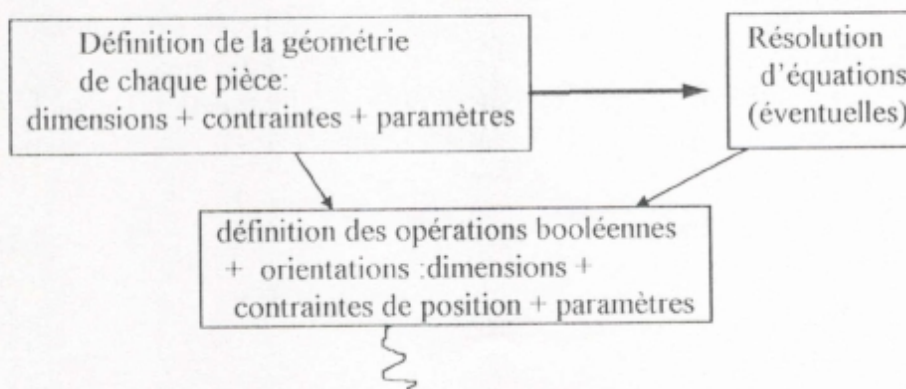 Définition de la géométrie
de chaque pièce:
dimensions + contraintes + paramètres
Résolution
d'équations
(éventuelles)
définition des opérations booléennes
+ orientations :dimensions +
contraintes de position + paramètres